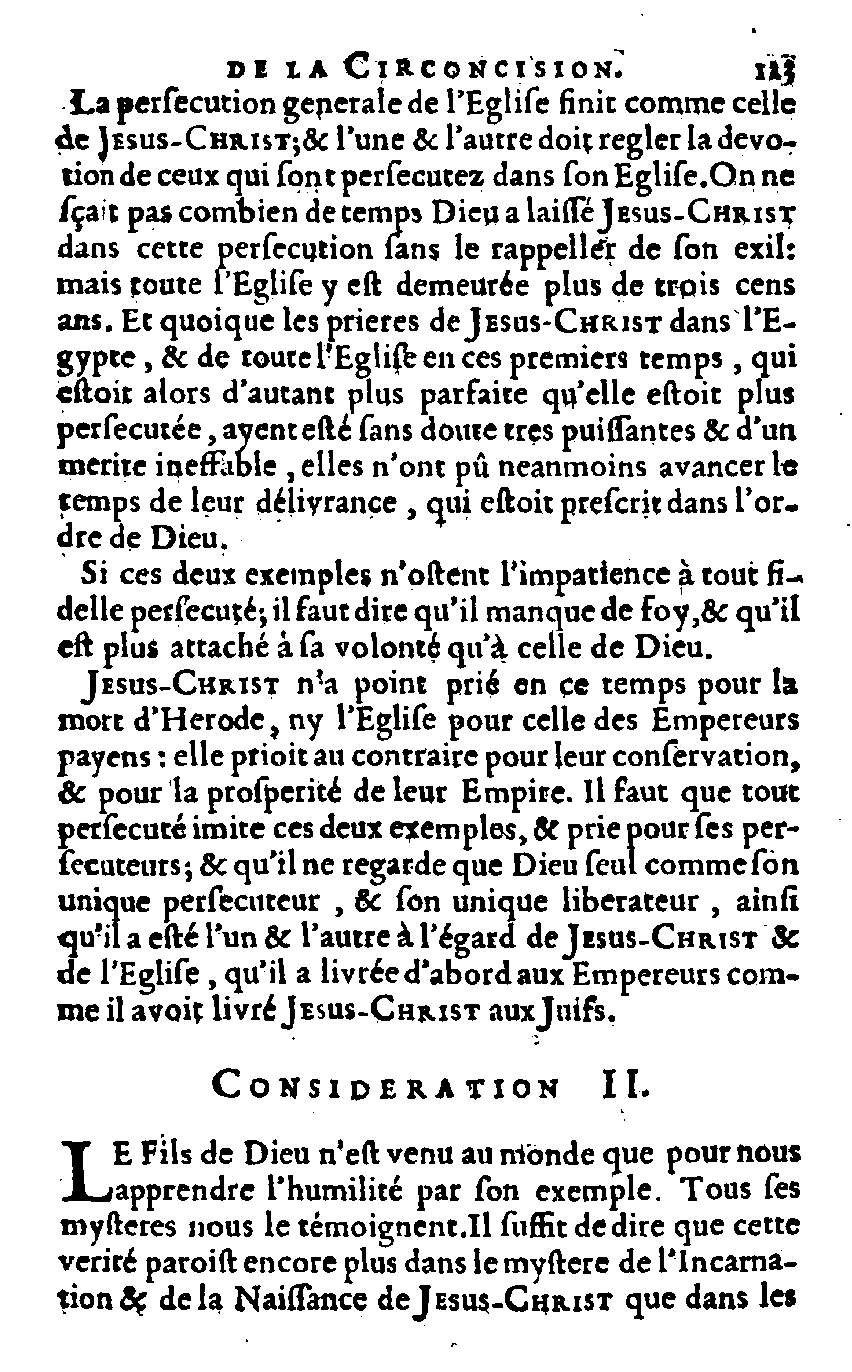 DE LA CIRCONCISION. 113
La perſecution generale de l'Egliſe finit comme celle
de JESUS-CHRIST; & l'une & l'autre doit regler la devo-
tion de ceux qui ſont perſecutez dans ſon Egliſe. On ne
ſçait pas combien de temps Dieu a laiſſé JESUS-CHRIST
dans cette perſecution ſans le rappeller de ſon exil:
mais toute l'Egliſe y eſt demeurée plus de trois cens
ans. Et quoique les prieres de JESUS-CHRIST dans l'E-
gypte, & de toute l'Egliſe en ces premiers temps, qui
eſtoit alors d'autant plus parfaite qu'elle eſtoit plus
perſecutée, ayent eſté ſans doute tres puiſſantes & d'un
merite ineffable, elles n'ont pû neanmoins avancer le
temps de leur délivrance, qui eſtoit preſcrit dans l'or-
dre de Dieu.
Si ces deux exemples n'oſtent l'impatience à tout fi-
delle perſecuté; il faut dire qu'il manque de foy, & qu'il
eſt plus attaché à ſa volonté qu'à celle de Dieu.
JESUS-CHRIST n'a point prié en ce temps pour la
mort d'Herode, ny l'Egliſe pour celle des Empereurs
payens : elle prioit au contraire pour leur conſervation,
& pour la proſperité de leur Empire. Il faut que tout
perſecuté imite ces deux exemples, & prie pour ſes per-
ſecuteurs; & qu'il ne regarde que Dieu ſeul comme ſon
unique perſecuteur, & ſon unique liberateur, ainſi
qu'il a eſté l'un & l'autre à l'égard de JESUS-CHRIST &
de l'Egliſe, qu'il a livrée d'abord aux Empereurs com-
me il avoit livré JESUS-CHRIST aux Juifs.
CONSIDERATION II.
LE Fils de Dieu n'eſt venu au monde que pour nous
apprendre l'humilité par ſon exemple. Tous ſes
myſteres nous le témoignent. Il ſuffit de dire que cette
verité paroiſt encore plus dans le myſtere de l'Incarna-
tion & de la Naiſſance de JESUS-CHRIST que dans les